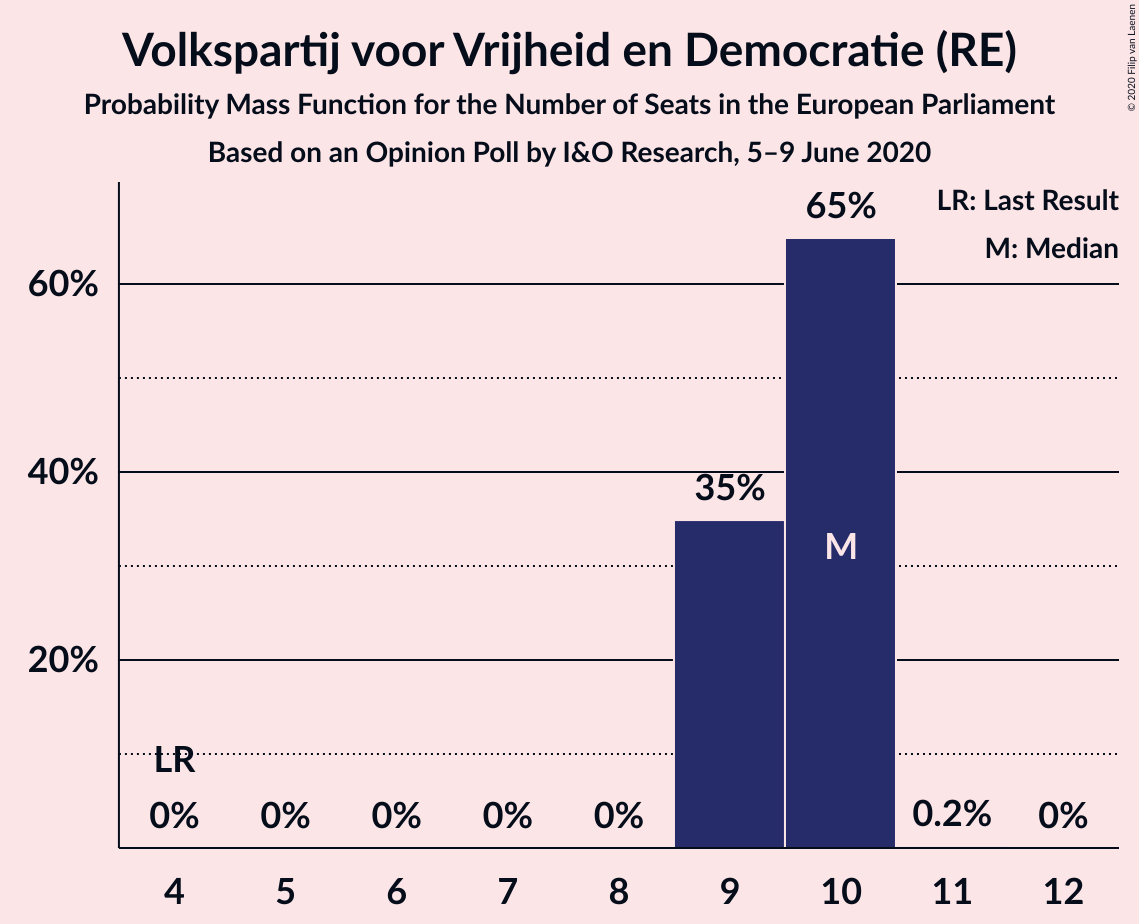 Volkspartij voor Vrijheid en Democratie (RE)
Probability Mass Function for the Number of Seats in the European Parliament
Based on an Opinion Poll by I&O Research, 5–9 June 2020
© 2020 Filip van Laenen
LR: Last Result
M: Median
65%
60%
40%
35%
M
20%
LR
0% 0% 0% 0% 0% 0.2% 0%
4 5 6 7 8 9 10 11 12